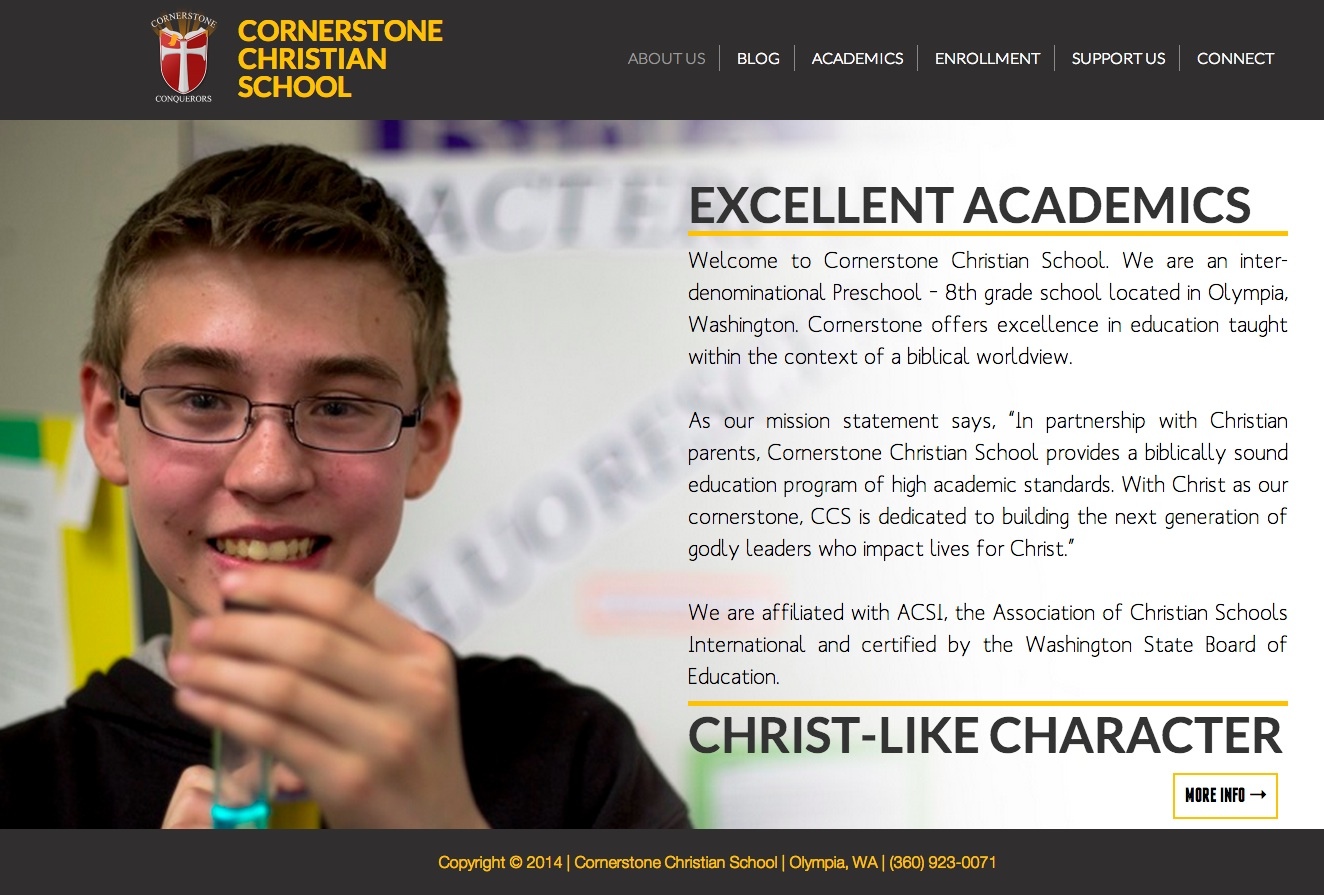 CORNERSTONE
CONQUERORS
CORNERSTONE
CHRISTIAN
SCHOOL
ABOUT US
BLOG
ACADEMICS
ENROLLMENT
SUPPORT US
CONNECT
ACT
FLUORESC
EXCELLENT ACADEMICS
Welcome to Cornerstone Christian School. We are an inter-
denominational Preschool – 8th grade school located in Olympia,
Washington. Cornerstone offers excellence in education taught
within the context of a biblical worldview.
As our mission statement says, “In partnership with Christian
parents, Cornerstone Christian School provides a biblically sound
education program of high academic standards. With Christ as our
cornerstone, CCS is dedicated to building the next generation of
godly leaders who impact lives for Christ.”
We are affiliated with ACSI, the Association of Christian Schools
International and certified by the Washington State Board of
Education.
CHRIST-LIKE CHARACTER
MORE INFO →
Copyright © 2014 | Cornerstone Christian School | Olympia, WA | (360) 923-0071